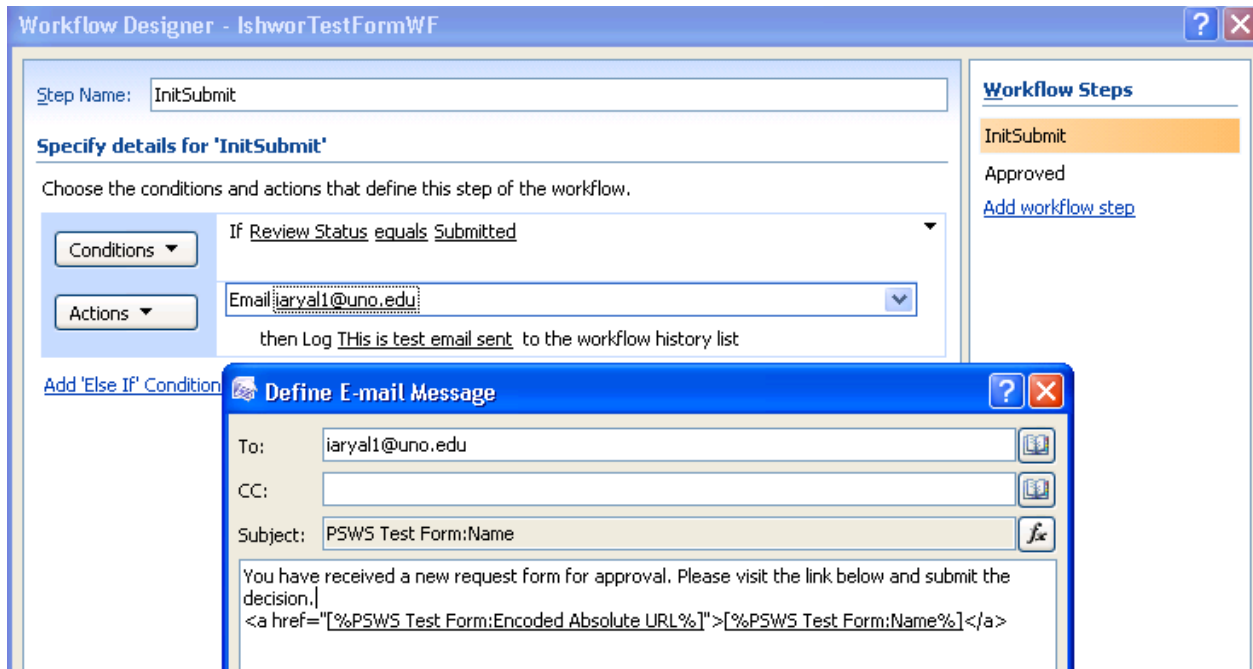 Workflow Designer - IshworTestFormWF
Step Name: InitSubmit
Specify details for 'InitSubmit'
Choose the conditions and actions that define this step of the workflow.
Conditions
If Review Status equals Submitted
Actions
Email iaryal1@uno.edu
then Log THis is test email sent to the workflow history list
Add 'Else If' Condition
Workflow Steps
InitSubmit
Approved
Add workflow step
Define E-mail Message
To: iaryal1@uno.edu
CC:
Subject: PSWS Test Form:Name
fx
You have received a new request form for approval. Please visit the link below and submit the
decision.
<a href="[%PSWS Test Form:Encoded Absolute URL%]">[%PSWS Test Form:Name%]</a>